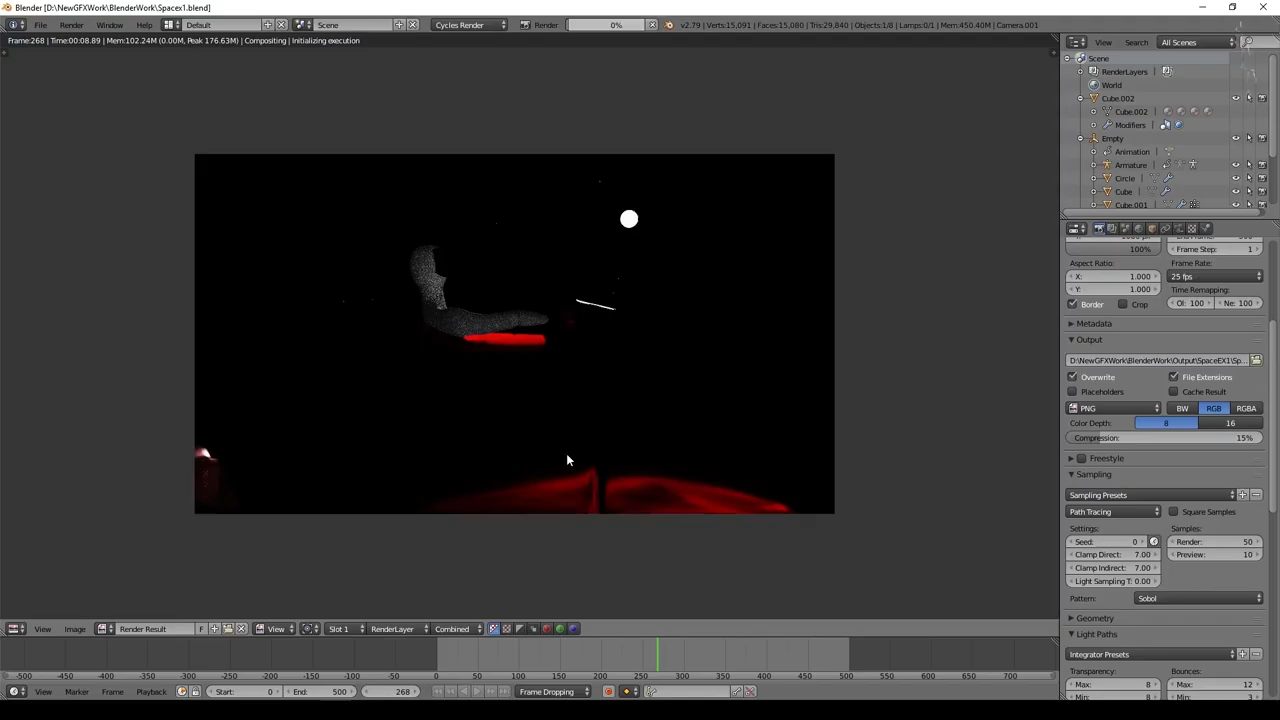 Blender [D:\NewGFXWork\BlenderWork\Spacex1.blend]
File Render Window Help Default Scene Cycles Render Render 0% v2.79 | Verts:15,091 | Faces:15,080 | Tris:29,840 | Objects:1/8 | Lamps:0/1 | Mem:450.40M | Camera.001
Frame:268 | Time:00:08.89 | Mem:102.24M (0.00M, Peak 176.63M) | Compositing | Initializing execution
View Search All Scenes
Scene
RenderLayers
World
Cube.002
Cube.002
Modifiers
Empty
Animation
Armature
Circle
Cube
Cube.001
100%
Frame Step: 1
Aspect Ratio: Frame Rate:
X: 1.000 25 fps
Y: 1.000 Time Remapping:
Border Crop Ol: 100 Ne: 100
Metadata
Output
D:\NewGFXWork\BlenderWork\Output\SpaceEX1\Sp...
Overwrite File Extensions
Placeholders Cache Result
PNG BW RGB RGBA
Color Depth: 8 16
Compression: 15%
Freestyle
Sampling
Sampling Presets
Path Tracing Square Samples
Settings: Samples:
Seed: 0 Render: 50
Clamp Direct: 7.00 Preview: 10
Clamp Indirect: 7.00
Light Sampling T: 0.00
Pattern: Sobol
Geometry
Light Paths
Integrator Presets
Transparency: Bounces:
Max: 8 Max: 12
Min: 8 Min: 3
View Image Render Result F View Slot 1 RenderLayer Combined
-500 -450 -400 -350 -300 -250 -200 -150 -100 -50 0 50 100 150 200 250 300 350 400 450 500 550 600 650 700
View Marker Frame Playback Start: 0 End: 500 268 Frame Dropping